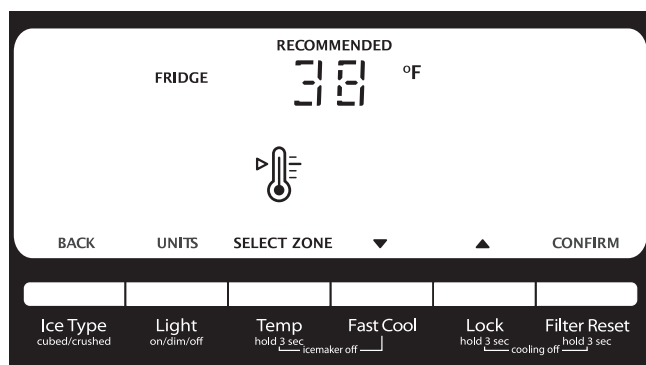 RECOMMENDED
FRIDGE 38 °F
BACK UNITS SELECT ZONE ▼ ▲ CONFIRM
Ice Type Light Temp Fast Cool Lock Filter Reset
cubed/crushed on/dim/off hold 3 sec hold 3 sec hold 3 sec
icemaker off cooling off